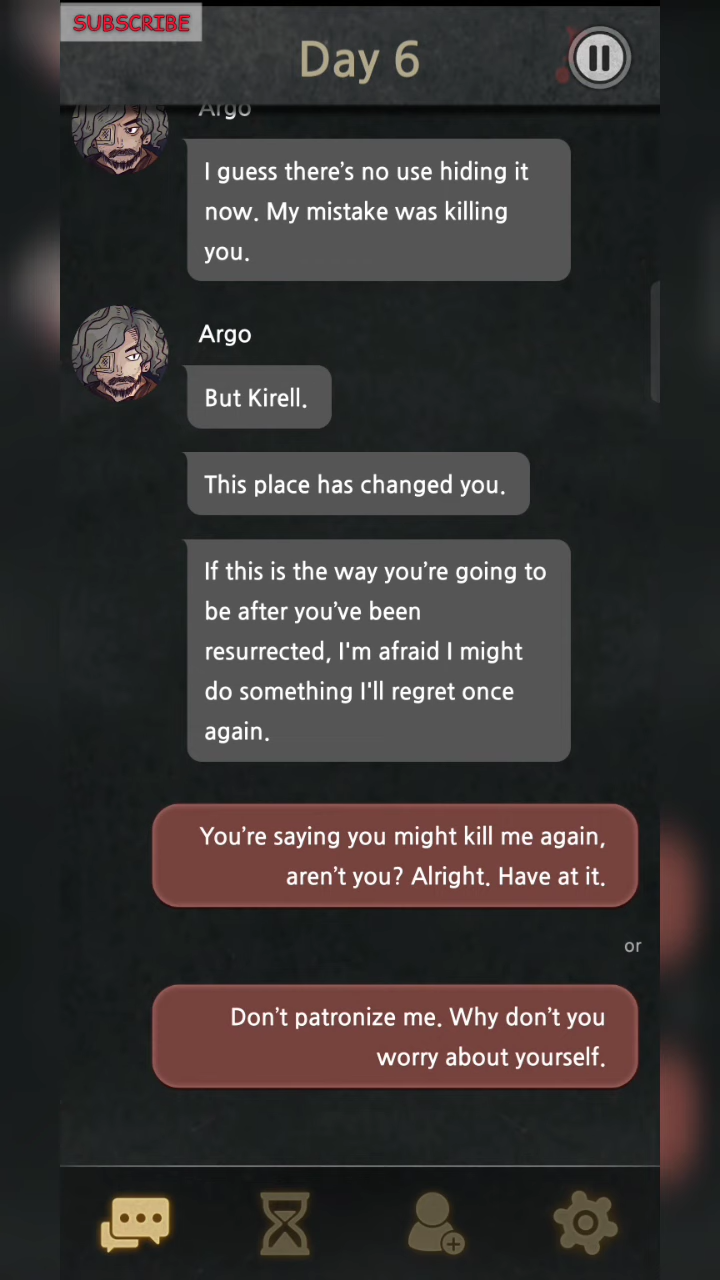 SUBSCRIBE
Day 6
Argo
I guess there’s no use hiding it
now. My mistake was killing
you.
Argo
But Kirell.
This place has changed you.
If this is the way you’re going to
be after you’ve been
resurrected, I'm afraid I might
do something I'll regret once
again.
You’re saying you might kill me again,
aren’t you? Alright. Have at it.
or
Don’t patronize me. Why don’t you
worry about yourself.